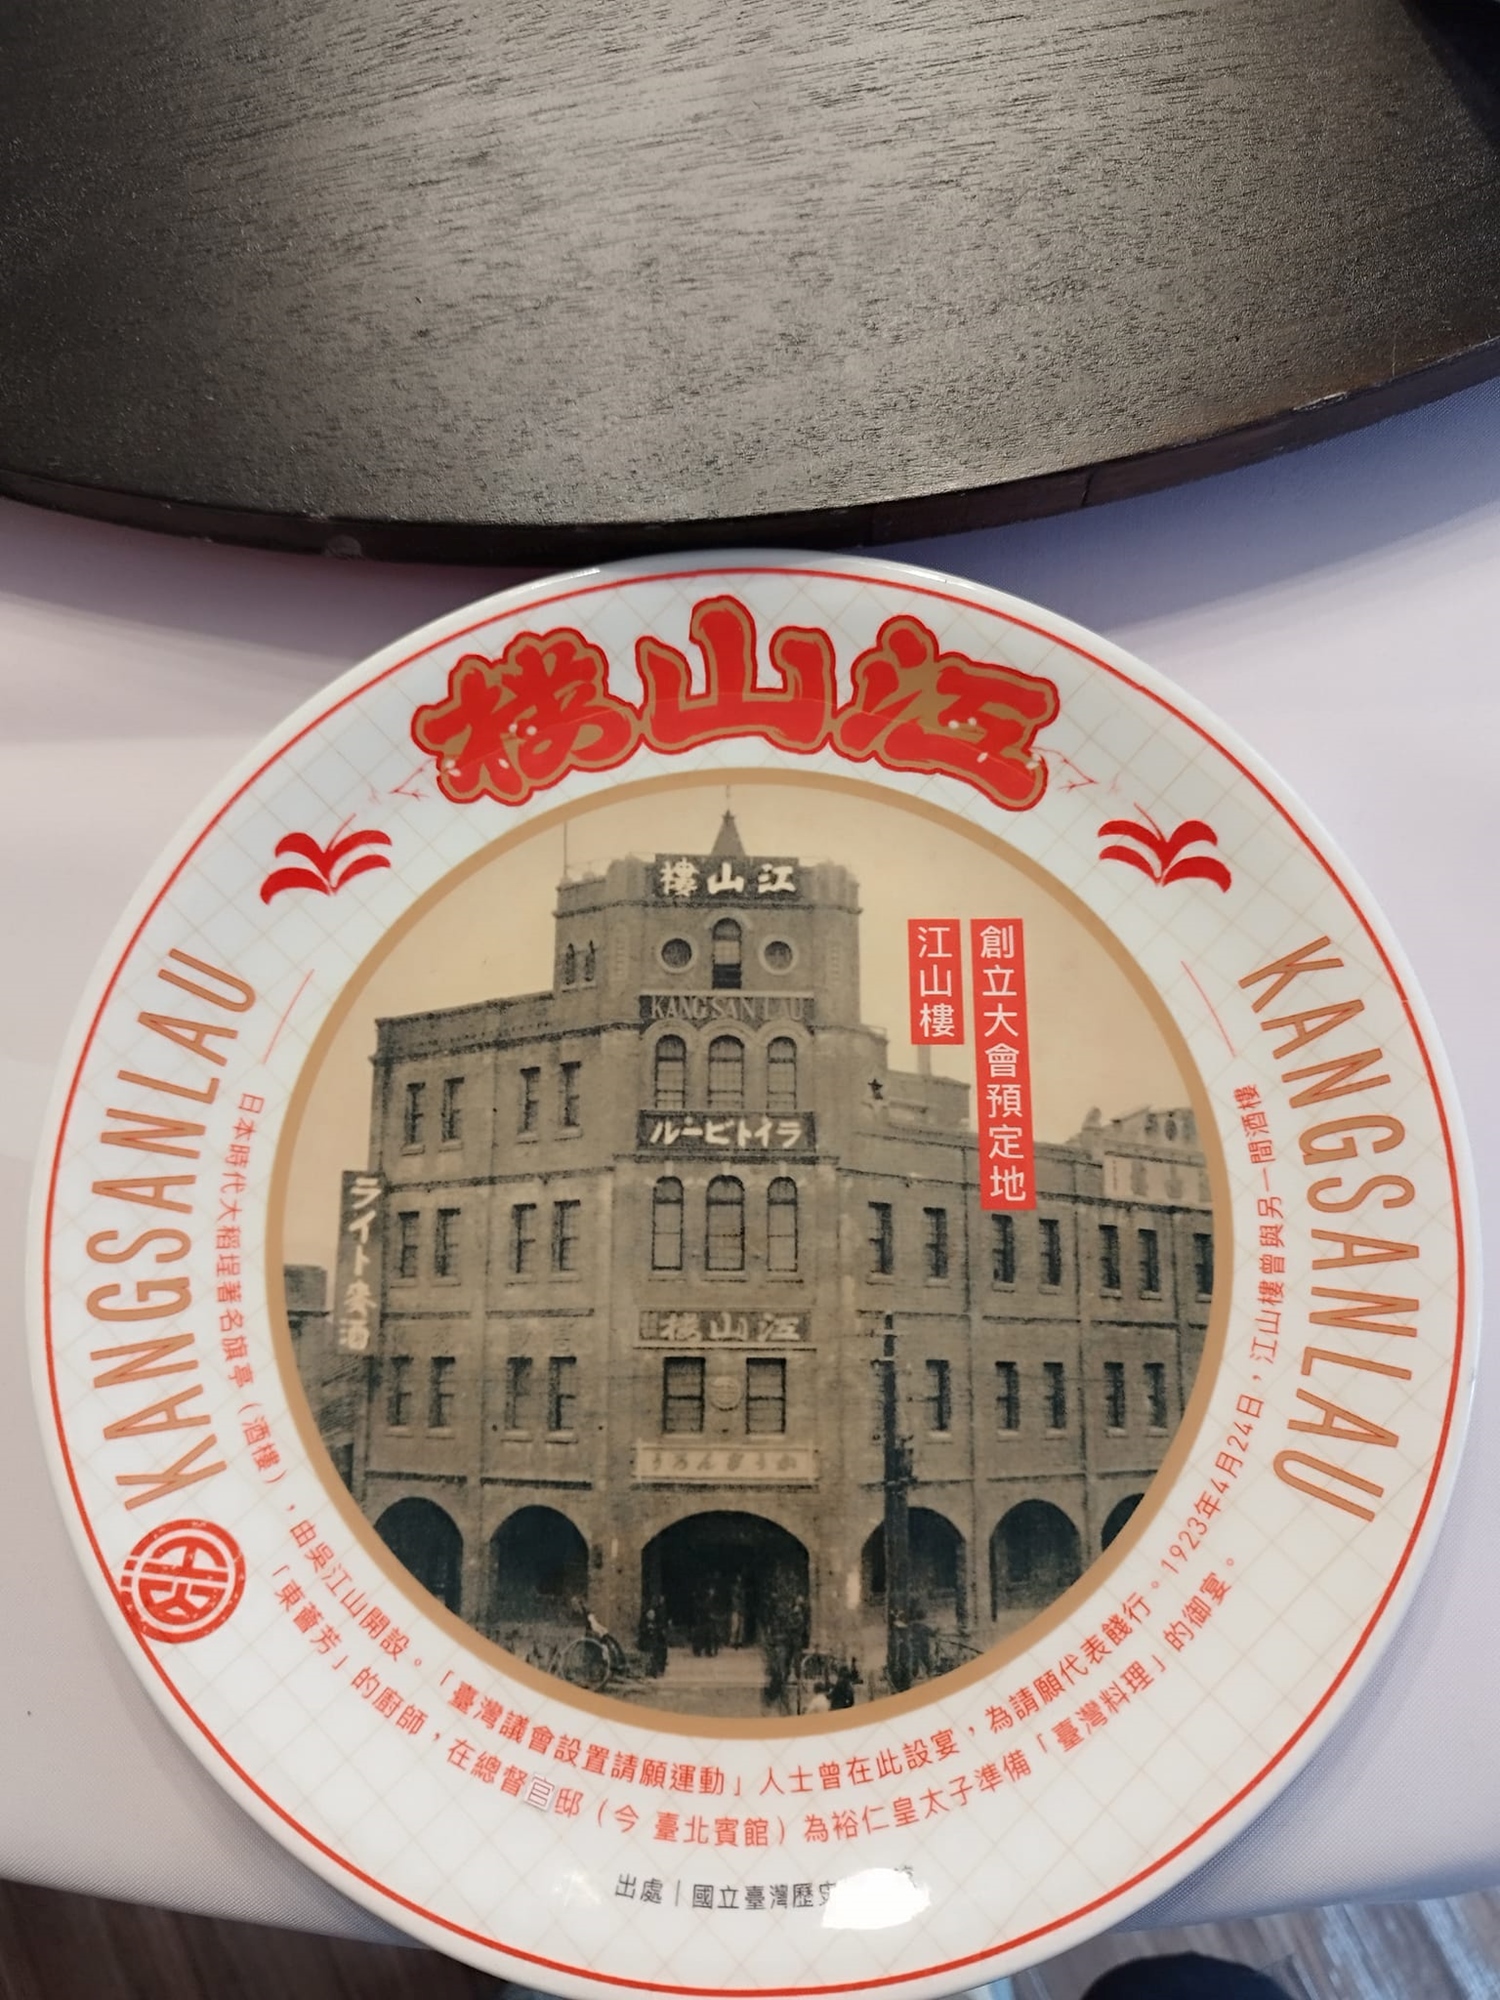 江山樓
KANGSANLAU
KANGSANLAU
創立大會預定地
江山樓
江山樓
KANGSANLAU
ライトビール
ライト麥酒
江山樓
日本時代大稻埕著名旗亭（酒樓），由吳江山開設。「臺灣議會設置請願運動」人士曾在此設宴，為請願代表餞行。1923年4月24日，江山樓曾與另一間酒樓
「東薈芳」的廚師，在總督官邸（今 臺北賓館）為裕仁皇太子準備「臺灣料理」的御宴。
出處｜國立臺灣歷史